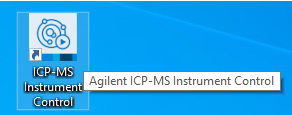 ICP-MS
Instrument
Control
Agilent ICP-MS Instrument Control